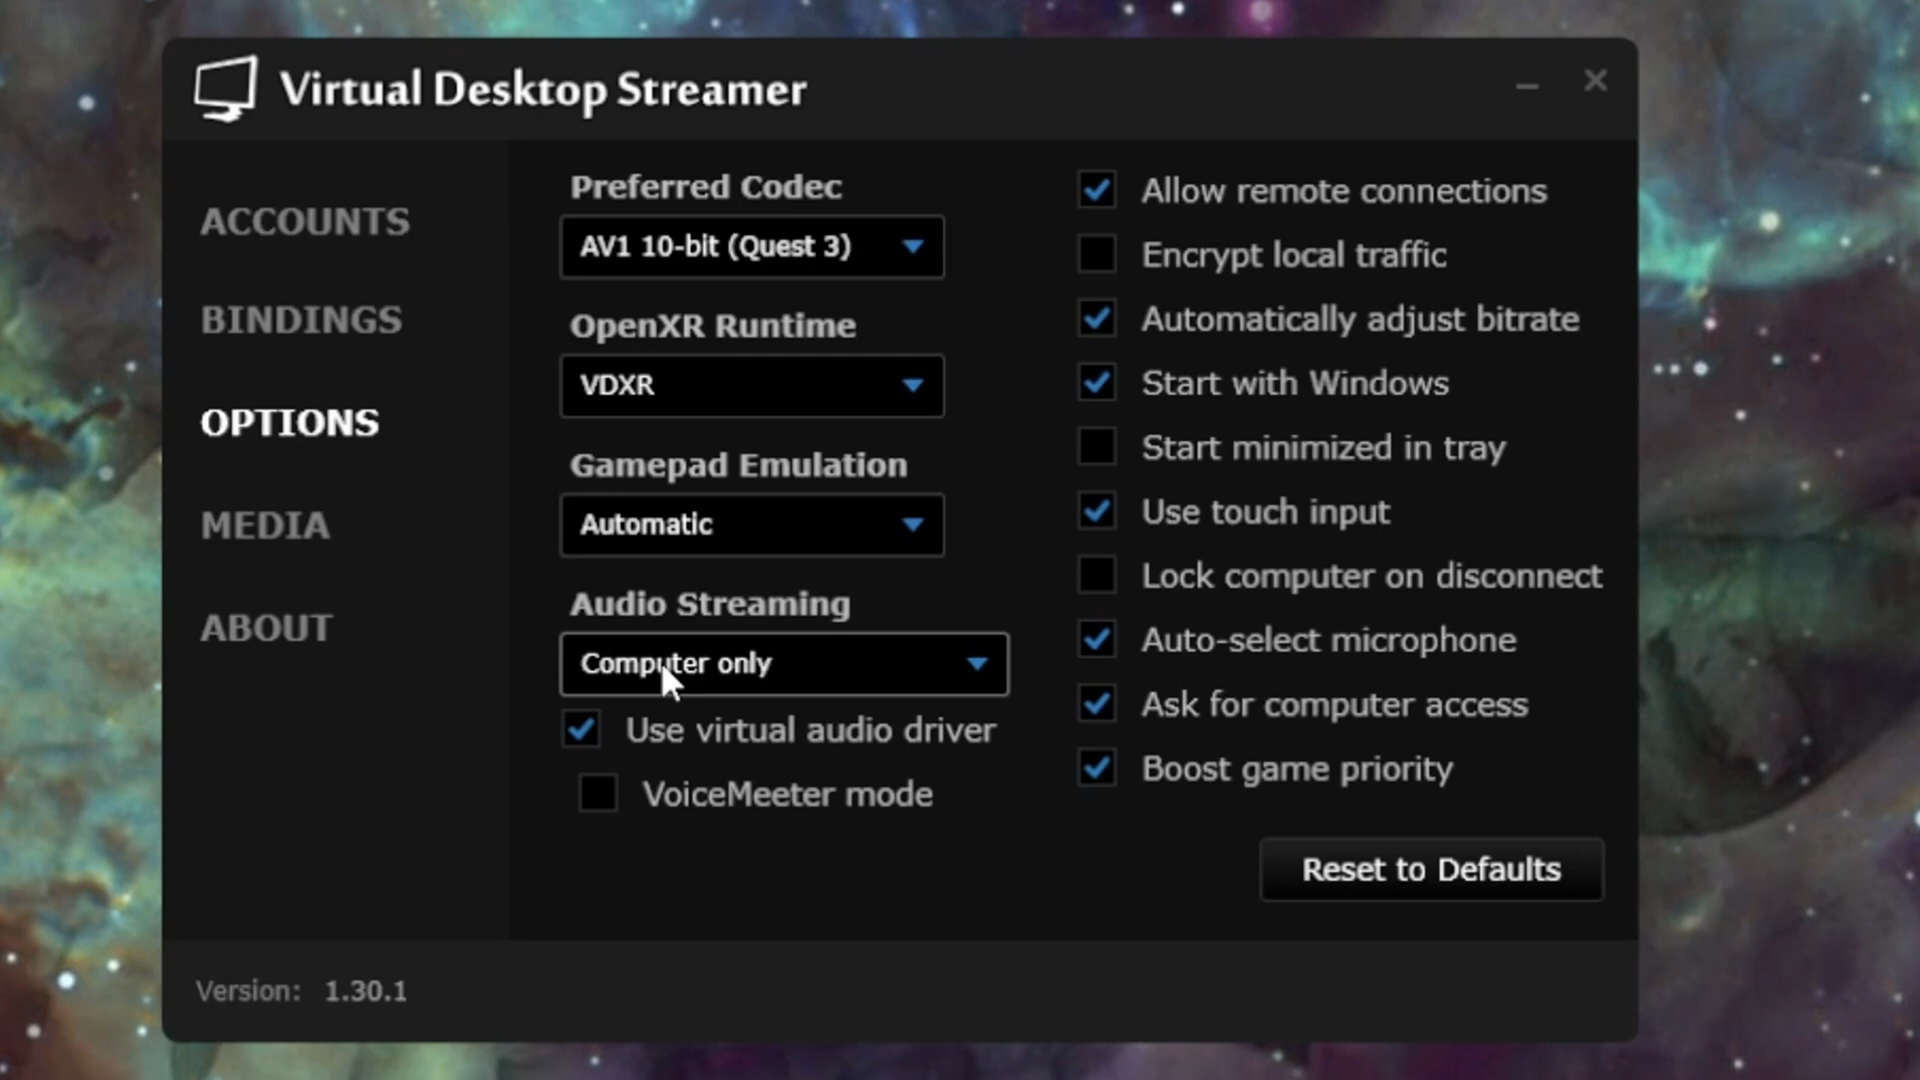 Virtual Desktop Streamer
ACCOUNTS
BINDINGS
OPTIONS
MEDIA
ABOUT
Preferred Codec
AV1 10-bit (Quest 3)
OpenXR Runtime
VDXR
Gamepad Emulation
Automatic
Audio Streaming
Computer only
Use virtual audio driver
VoiceMeeter mode
Allow remote connections
Encrypt local traffic
Automatically adjust bitrate
Start with Windows
Start minimized in tray
Use touch input
Lock computer on disconnect
Auto-select microphone
Ask for computer access
Boost game priority
Reset to Defaults
Version: 1.30.1